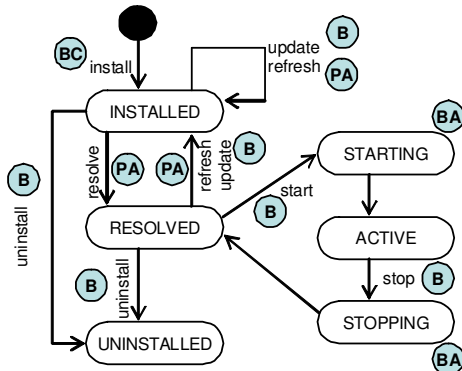 B
update
BC
refresh
PA
install
INSTALLED
BA
B
resolve
PA
PA
refresh
update
B
STARTING
uninstall
start
B
RESOLVED
ACTIVE
B
uninstall
stop
B
UNINSTALLED
STOPPING
BA